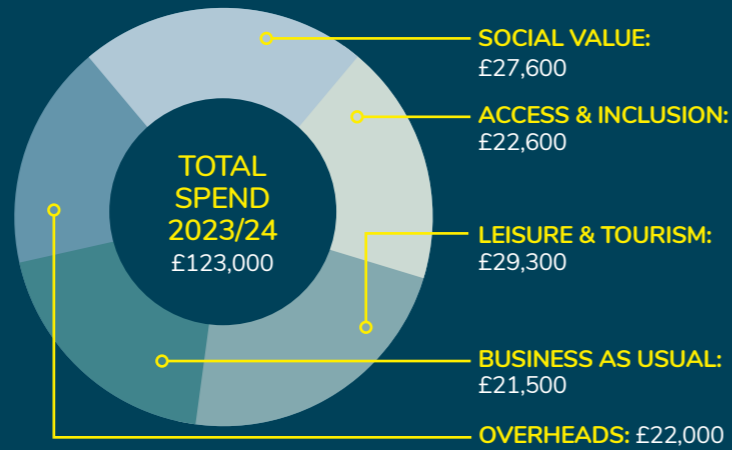 TOTAL
SPEND
2023/24
£123,000
SOCIAL VALUE:
£27,600
ACCESS & INCLUSION:
£22,600
LEISURE & TOURISM:
£29,300
BUSINESS AS USUAL:
£21,500
OVERHEADS: £22,000